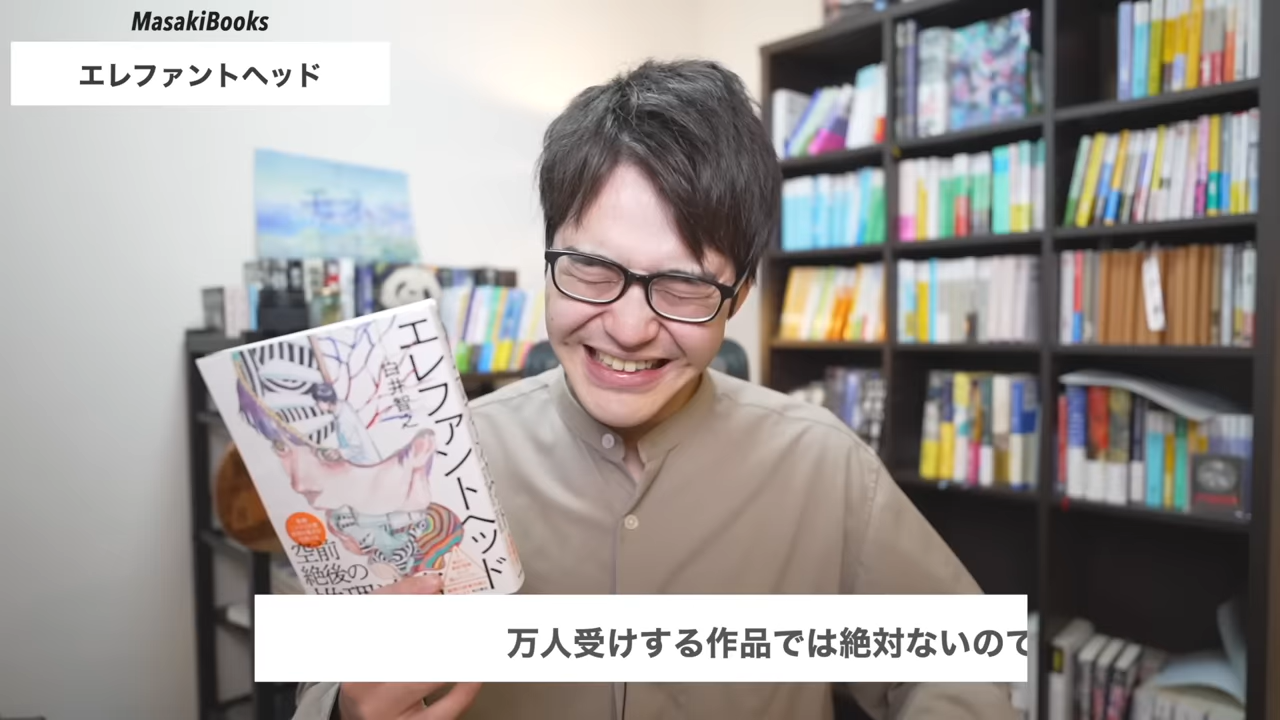 MasakiBooks
エレファントヘッド
エレファントヘッド
白井智之
空前
絶後の
万人受けする作品では絶対ないので